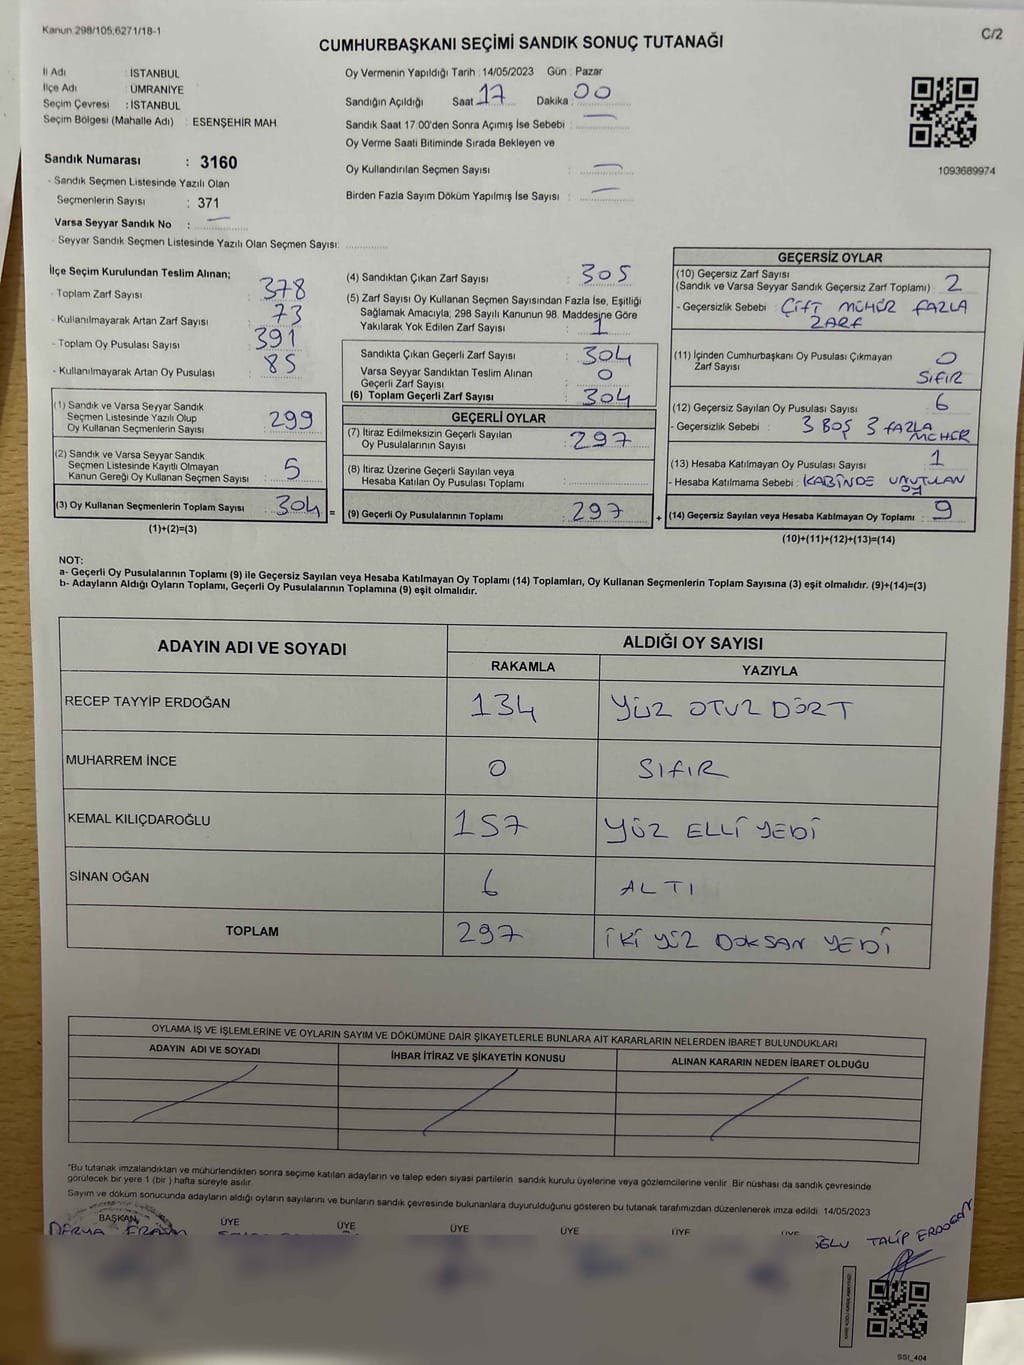 Kanun 298/105,6271/18-1
C/2
CUMHURBAŞKANI SEÇİMİ SANDIK SONUÇ TUTANAĞI
İl Adı : İSTANBUL
İlçe Adı : ÜMRANİYE
Seçim Çevresi : İSTANBUL
Seçim Bölgesi (Mahalle Adı) : ESENŞEHİR MAH.
Sandık Numarası : 3160
- Sandık Seçmen Listesinde Yazılı Olan
Seçmenlerin Sayısı : 371
Varsa Seyyar Sandık No :
- Seyyar Sandık Seçmen Listesinde Yazılı Olan Seçmen Sayısı:
Oy Vermenin Yapıldığı Tarih : 14/05/2023 Gün : Pazar
Sandığın Açıldığı Saat 17 Dakika : 00
Sandık Saat 17:00'den Sonra Açımış İse Sebebi :
Oy Verme Saati Bitiminde Sırada Bekleyen ve
Oy Kullandırılan Seçmen Sayısı :
Birden Fazla Sayım Döküm Yapılmış İse Sayısı :
1093689974
İlçe Seçim Kurulundan Teslim Alınan;
- Toplam Zarf Sayısı : 378
- Kullanılmayarak Artan Zarf Sayısı : 73
- Toplam Oy Pusulası Sayısı : 391
- Kullanılmayarak Artan Oy Pusulası : 85
(1) Sandık ve Varsa Seyyar Sandık
Seçmen Listesinde Yazılı Olup
Oy Kullanan Seçmenlerin Sayısı : 299
(2) Sandık ve Varsa Seyyar Sandık
Seçmen Listesinde Kayıtlı Olmayan
Kanun Gereği Oy Kullanan Seçmen Sayısı : 5
(3) Oy Kullanan Seçmenlerin Toplam Sayısı : 304 =
(1)+(2)=(3)
(4) Sandıktan Çıkan Zarf Sayısı : 305
(5) Zarf Sayısı Oy Kullanan Seçmen Sayısından Fazla İse, Eşitliği
Sağlamak Amacıyla; 298 Sayılı Kanunun 98. Maddesine Göre
Yakılarak Yok Edilen Zarf Sayısı : 1
Sandıkta Çıkan Geçerli Zarf Sayısı : 304
Varsa Seyyar Sandıktan Teslim Alınan
Geçerli Zarf Sayısı : 0
(6) Toplam Geçerli Zarf Sayısı : 304
GEÇERLİ OYLAR
(7) İtiraz Edilmeksizin Geçerli Sayılan
Oy Pusulalarının Sayısı : 297
(8) İtiraz Üzerine Geçerli Sayılan veya
Hesaba Katılan Oy Pusulası Toplamı :
(9) Geçerli Oy Pusulalarının Toplamı : 297 +
GEÇERSİZ OYLAR
(10) Geçersiz Zarf Sayısı
(Sandık ve Varsa Seyyar Sandık Geçersiz Zarf Toplamı) : 2
- Geçersizlik Sebebi : ÇİFT MÜHÜR FAZLA
ZARF
(11) İçinden Cumhurbaşkanı Oy Pusulası Çıkmayan
Zarf Sayısı : 0
SIFIR
(12) Geçersiz Sayılan Oy Pusulası Sayısı : 6
- Geçersizlik Sebebi : 3 BOŞ 3 FAZLA
MÜHÜR
(13) Hesaba Katılmayan Oy Pusulası Sayısı : 1
- Hesaba Katılmama Sebebi : KABİNDE UNUTULAN
OY
(14) Geçersiz Sayılan veya Hesaba Katılmayan Oy Toplamı : 9
(10)+(11)+(12)+(13)=(14)
NOT:
a- Geçerli Oy Pusulalarının Toplamı (9) ile Geçersiz Sayılan veya Hesaba Katılmayan Oy Toplamı (14) Toplamları, Oy Kullanan Seçmenlerin Toplam Sayısına (3) eşit olmalıdır. (9)+(14)=(3)
b- Adayların Aldığı Oyların Toplamı, Geçerli Oy Pusulalarının Toplamına (9) eşit olmalıdır.
ADAYIN ADI VE SOYADI ALDIĞI OY SAYISI
RAKAMLA YAZIYLA
RECEP TAYYİP ERDOĞAN 134 YÜZ OTUZ DÖRT
MUHARREM İNCE 0 SIFIR
KEMAL KILIÇDAROĞLU 157 YÜZ ELLİ YEDİ
SİNAN OĞAN 6 ALTI
TOPLAM 297 İKİ YÜZ DOKSAN YEDİ
OYLAMA İŞ VE İŞLEMLERİNE VE OYLARIN SAYIM VE DÖKÜMÜNE DAİR ŞİKAYETLERLE BUNLARA AİT KARARLARIN NELERDEN İBARET BULUNDUKLARI
ADAYIN ADI VE SOYADI İHBAR İTİRAZ VE ŞİKAYETİN KONUSU ALINAN KARARIN NEDEN İBARET OLDUĞU
"Bu tutanak imzalandıktan ve mühürlendikten sonra seçime katılan adayların ve talep eden siyasi partilerin sandık kurulu üyelerine veya gözlemcilerine verilir. Bir nüshası da sandık çevresinde
görülecek bir yere 1 (bir ) hafta süreyle asılır.
Sayım ve döküm sonucunda adayların aldığı oyların sayılarını ve bunların sandık çevresinde bulunanlara duyurulduğunu gösteren bu tutanak tarafımızdan düzenlenerek imza edildi. 14/05/2023
BAŞKAN ÜYE ÜYE ÜYE ÜYE ÜYE ÜYE
DERYA
TALİP ERDOĞAN
SSI_404